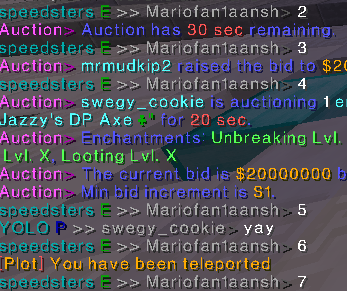 speedsters E >> Mariofan1aansh> 2
Auction> Auction has 30 sec remaining.
speedsters E >> Mariofan1aansh> 3
Auction> mrmudkip2 raised the bid to $20
speedsters E >> Mariofan1aansh> 4
Auction> swegy_cookie is auctioning 1 e
Jazzy's DP Axe for 20 sec.
Auction> Enchantments: Unbreaking Lvl.
Lvl. X, Looting Lvl. X
Auction> The current bid is $20000000 b
Auction> Min bid increment is $1.
speedsters E >> Mariofan1aansh> 5
YOLO P >> swegy_cookie> yay
speedsters E >> Mariofan1aansh> 6
[Plot] You have been teleported
speedsters E >> Mariofan1aansh> 7